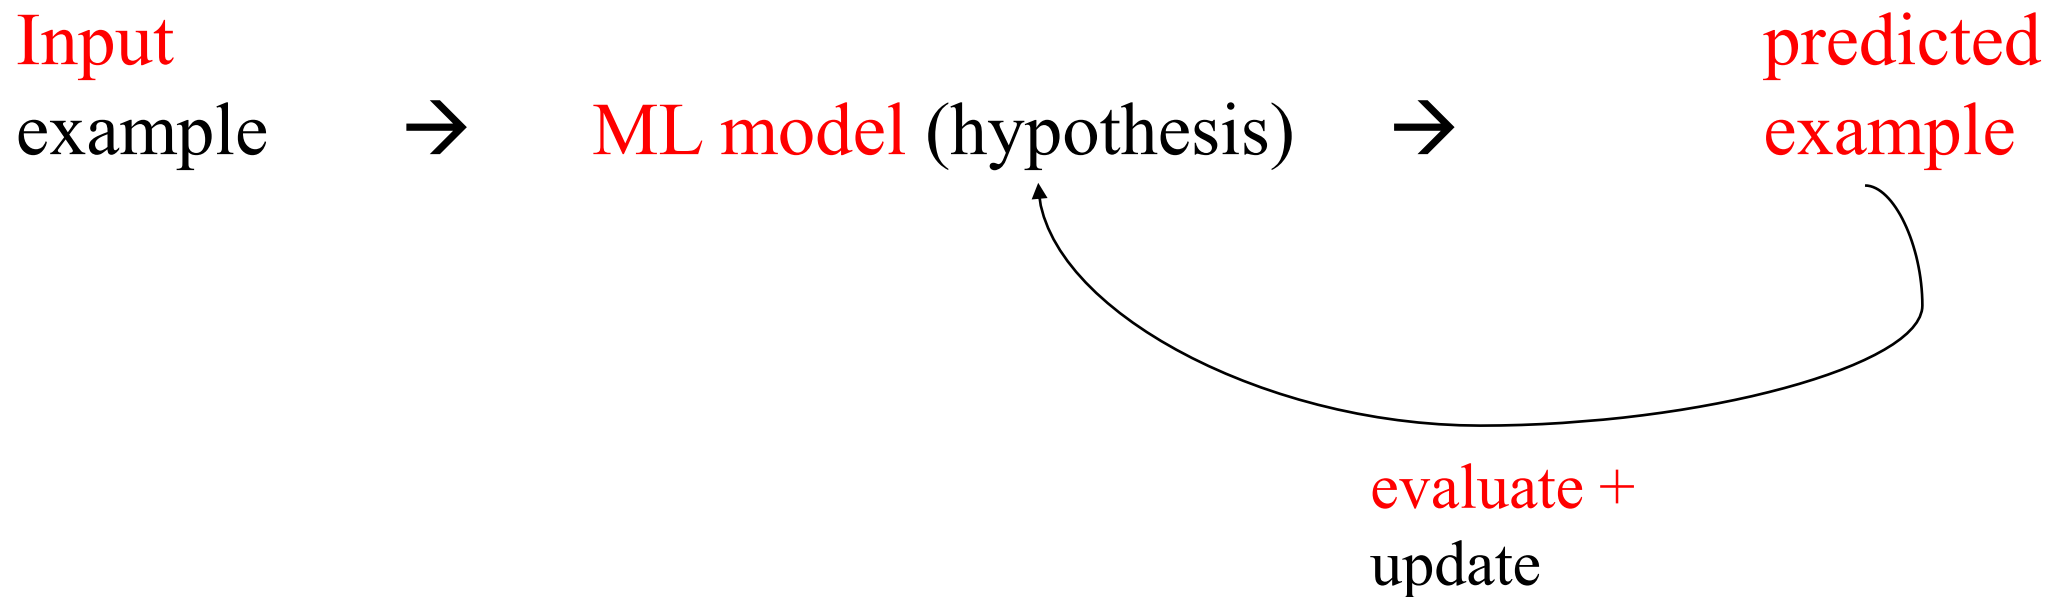 Input
example → ML model (hypothesis) → predicted
example
evaluate +
update